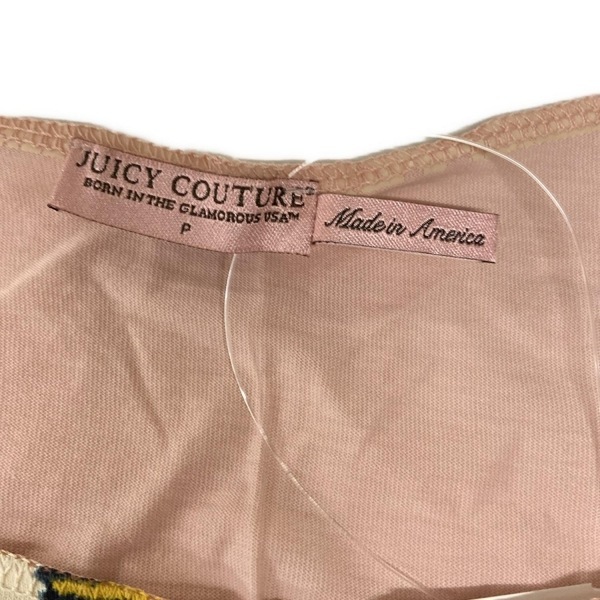 JUICY COUTURE®
BORN IN THE GLAMOROUS USA™
P
Made in America